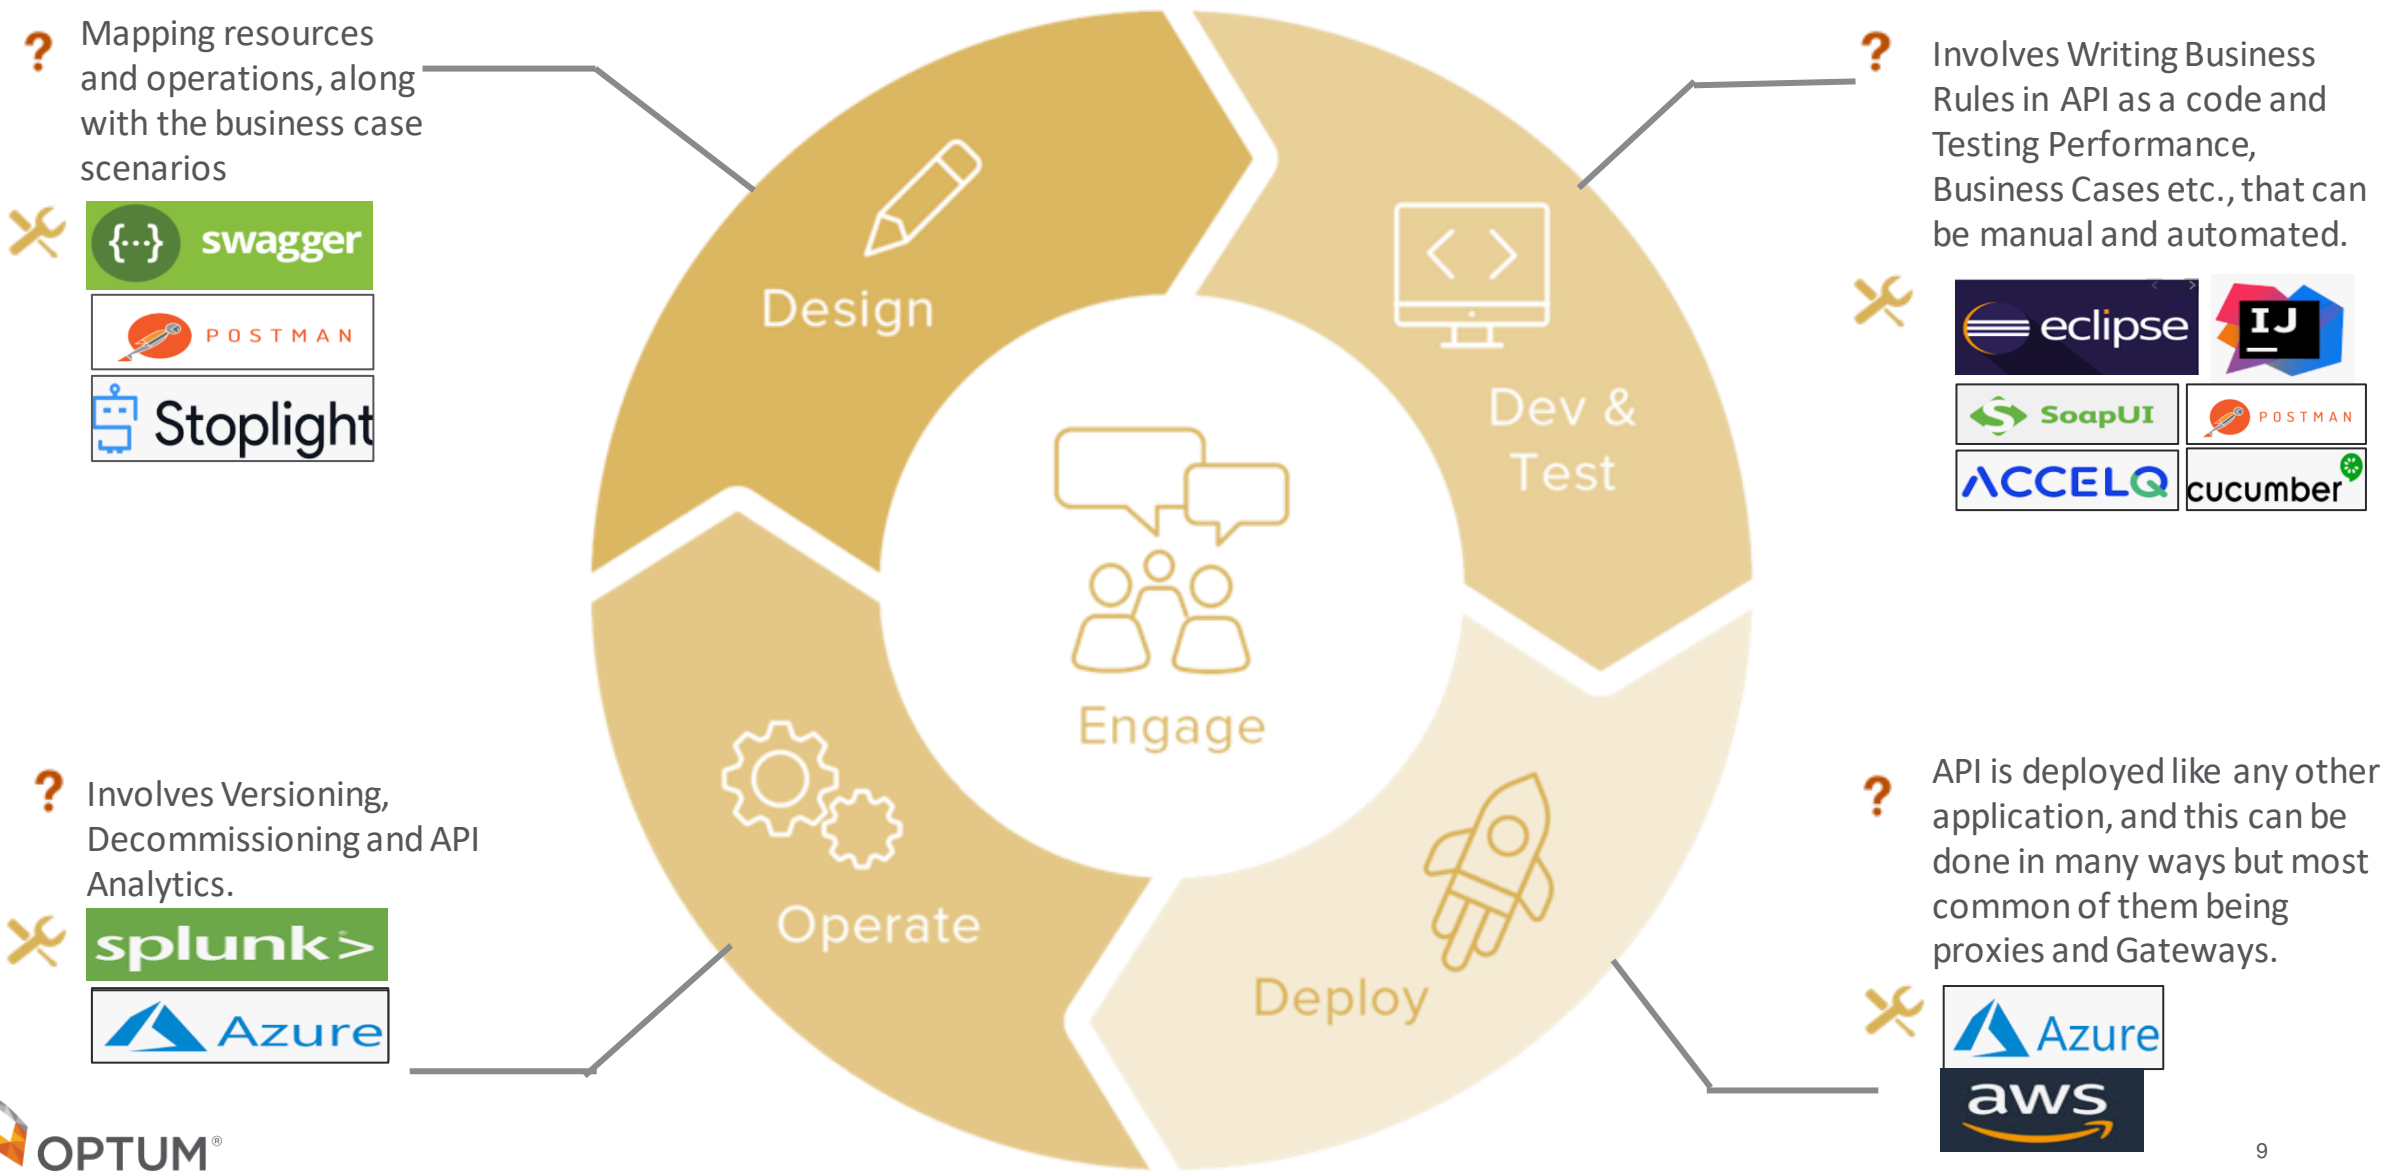 ? Mapping resources
and operations, along
with the business case
scenarios
{···} swagger
POSTMAN
Stoplight
Design
? Involves Writing Business
Rules in API as a code and
Testing Performance,
Business Cases etc., that can
be manual and automated.
< >
eclipse
IJ
SoapUI
POSTMAN
ACCELQ
cucumber
Dev &
Test
Engage
? Involves Versioning,
Decommissioning and API
Analytics.
splunk>
Azure
Operate
? API is deployed like any other
application, and this can be
done in many ways but most
common of them being
proxies and Gateways.
Azure
aws
Deploy
OPTUM®
9